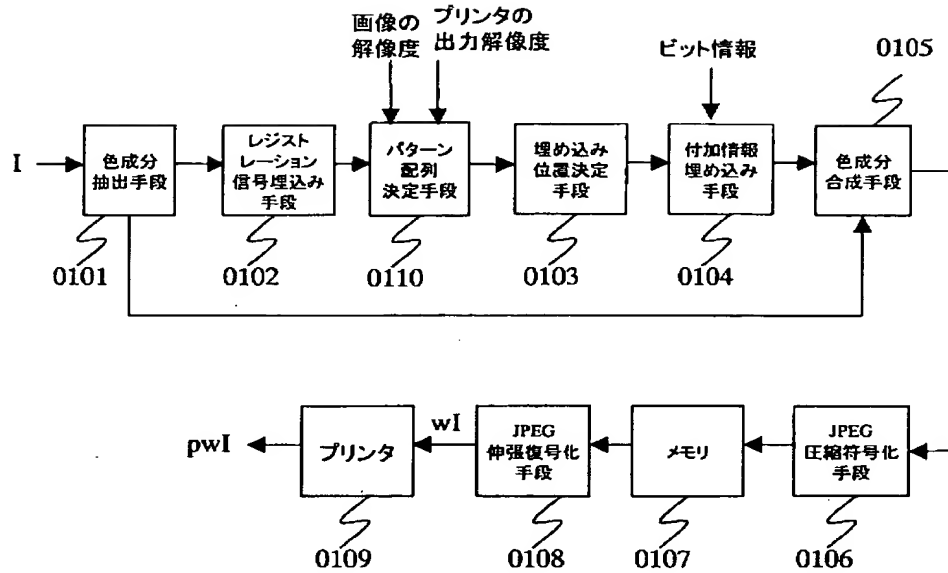 画像の
解像度
プリンタの
出力解像度
ビット情報
0105
I
色成分
抽出手段
レジスト
レーション
信号埋込み
手段
パターン
配列
決定手段
埋め込み
位置決定
手段
付加情報
埋め込み
手段
色成分
合成手段
0101
0102
0110
0103
0104
pwI
プリンタ
wI
JPEG
伸張復号化
手段
メモリ
JPEG
圧縮符号化
手段
0109
0108
0107
0106